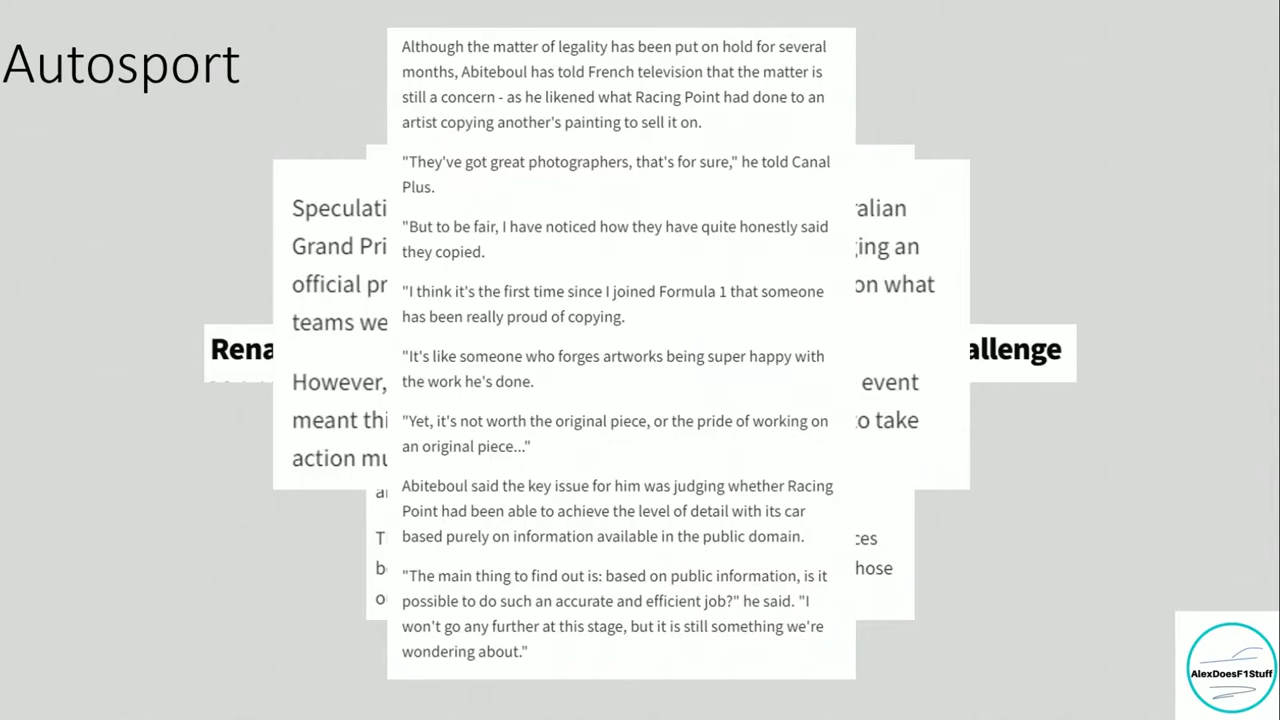 Autosport
Although the matter of legality has been put on hold for several
months, Abiteboul has told French television that the matter is
still a concern - as he likened what Racing Point had done to an
artist copying another's painting to sell it on.
"They've got great photographers, that's for sure," he told Canal
Plus.
"But to be fair, I have noticed how they have quite honestly said
they copied.
"I think it's the first time since I joined Formula 1 that someone
has been really proud of copying.
"It's like someone who forges artworks being super happy with
the work he's done.
"Yet, it's not worth the original piece, or the pride of working on
an original piece..."
Abiteboul said the key issue for him was judging whether Racing
Point had been able to achieve the level of detail with its car
based purely on information available in the public domain.
"The main thing to find out is: based on public information, is it
possible to do such an accurate and efficient job?" he said. "I
won't go any further at this stage, but it is still something we're
wondering about."
Speculati
ralian
Grand Pri
ging an
official pr
on what
teams we
Rena
allenge
However,
event
meant thi
to take
action mu
ces
hose
AlexDoesF1Stuff